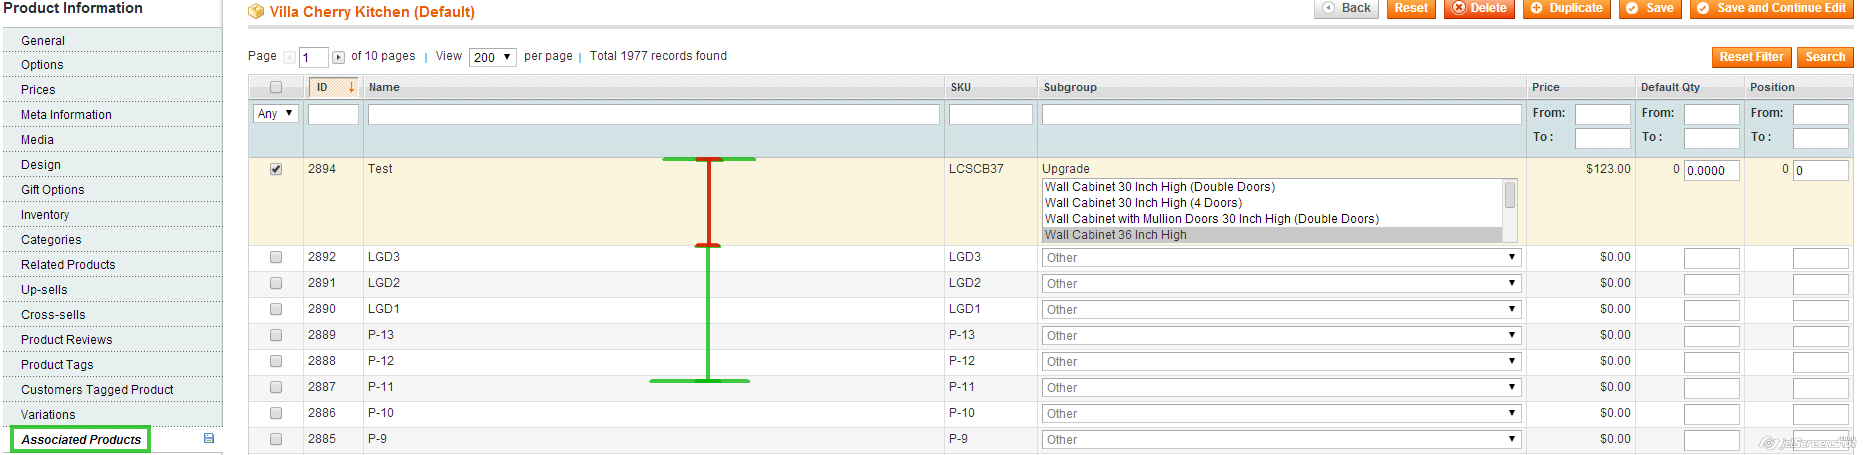 Product Information
General
Options
Prices
Meta Information
Media
Design
Gift Options
Inventory
Categories
Related Products
Up-sells
Cross-sells
Product Reviews
Product Tags
Customers Tagged Product
Variations
Associated Products
Villa Cherry Kitchen (Default)
Back Reset Delete Duplicate Save Save and Continue Edit
Page 1 of 10 pages | View 200 per page | Total 1977 records found
Reset Filter Search
ID Name SKU Subgroup Price Default Qty Position
Any From: From: From:
To : To : To :
2894 Test LCSCB37 Upgrade $123.00 0 0.0000 0 0
Wall Cabinet 30 Inch High (Double Doors)
Wall Cabinet 30 Inch High (4 Doors)
Wall Cabinet with Mullion Doors 30 Inch High (Double Doors)
Wall Cabinet 36 Inch High
2892 LGD3 LGD3 Other $0.00
2891 LGD2 LGD2 Other $0.00
2890 LGD1 LGD1 Other $0.00
2889 P-13 P-13 Other $0.00
2888 P-12 P-12 Other $0.00
2887 P-11 P-11 Other $0.00
2886 P-10 P-10 Other $0.00
2885 P-9 P-9 Other $0.00
jetScreenshot